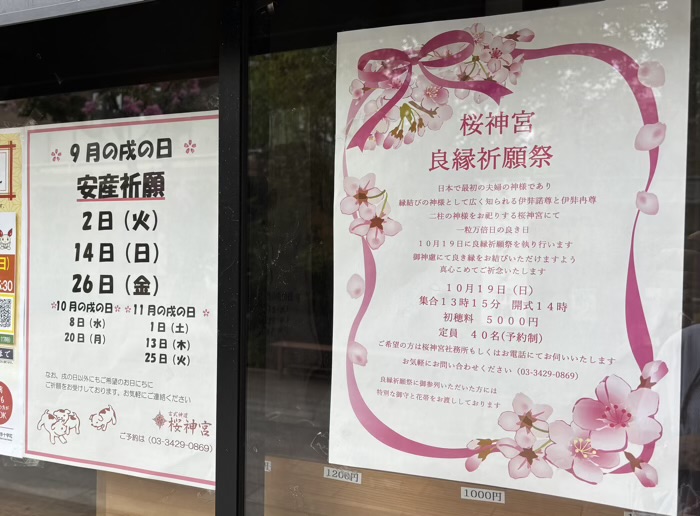 9月の戌の日
安産祈願
2日（火）
14日（日）
26日（金）
10月の戌の日
8日（水）
20日（月）
11月の戌の日
1日（土）
13日（木）
25日（火）
なお、戌の日以外にもご希望のお日にちに
ご祈願をお受けしております。お気軽にご連絡ください
古式神道
桜神宮
ご予約は（03-3429-0869）
桜神宮
良縁祈願祭
日本で最初の夫婦の神様であり
縁結びの神様として広く知られる伊弉諾尊と伊弉冉尊
二柱の神様をお祀りする桜神宮にて
一粒万倍日の良き日
10月19日に良縁祈願祭を執り行います
御神慮にて良き縁をお結びいただけますよう
真心こめてご祈念いたします
10月19日（日）
集合13時15分　開式14時
初穂料　5000円
定員　40名(予約制)
ご希望の方は桜神宮社務所もしくはお電話にてお伺いいたします
お気軽にお問い合わせください（03-3429-0869）
良縁祈願祭に御参列いただいた方には
特別な御守と花帯をお渡ししております
1200円
1000円